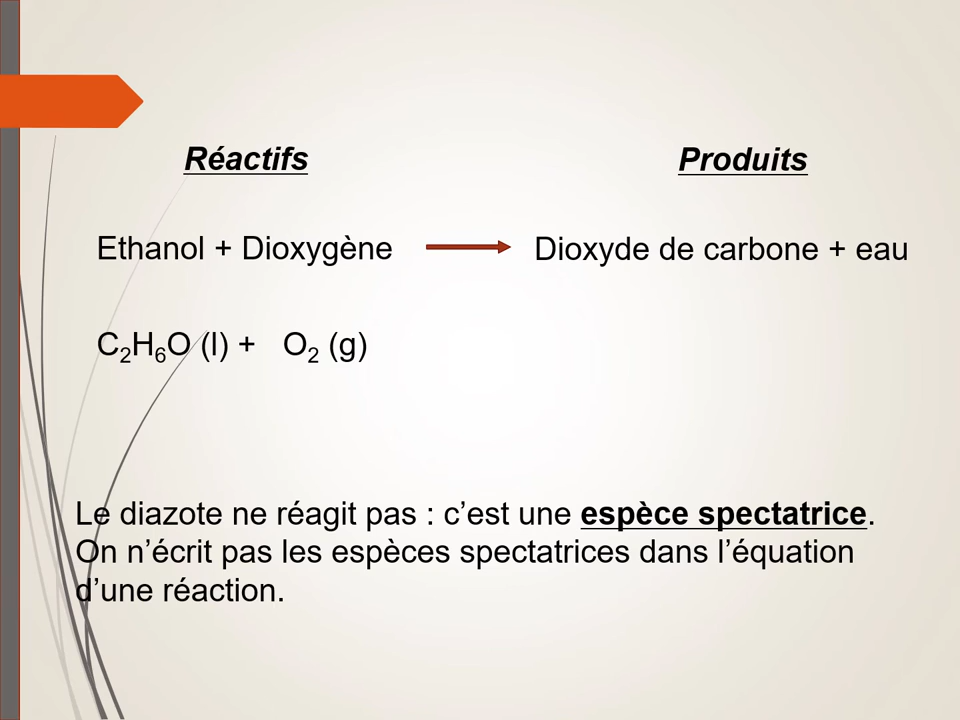 Réactifs Produits
Ethanol + Dioxygène Dioxyde de carbone + eau
C₂H₆O (l) + O₂ (g)
Le diazote ne réagit pas : c’est une espèce spectatrice.
On n’écrit pas les espèces spectatrices dans l’équation
d’une réaction.